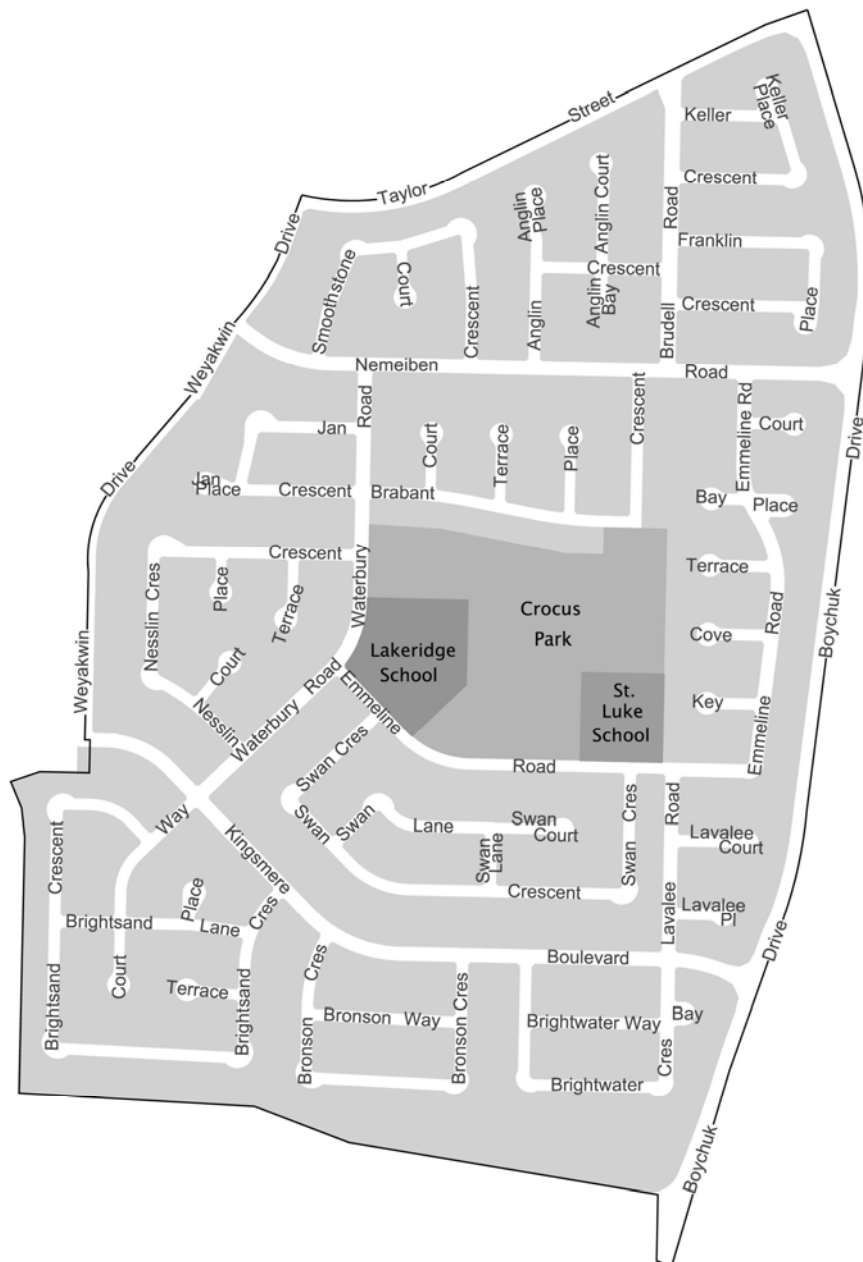 Street
Taylor
Drive
Weyakwin
Drive
Weyakwin
Keller
Keller
Place
Crescent
Road
Franklin
Crescent
Place
Brudell
Anglin Court
Anglin
Place
Crescent
Anglin
Bay
Anglin
Smoothstone
Court
Crescent
Nemeiben
Road
Road
Jan
Jan
Place
Crescent
Court
Terrace
Place
Crescent
Brabant
Emmeline Rd
Court
Drive
Bay
Place
Terrace
Road
Cove
Boychuk
Key
Emmeline
Crescent
Place
Terrace
Nesslin Cres
Court
Nesslin
Waterbury
Waterbury Road
Lakeridge
School
Crocus
Park
St.
Luke
School
Emmeline
Road
Swan Cres
Swan
Swan
Lane
Swan
Court
Swan
Lane
Crescent
Swan Cres
Road
Lavalee
Court
Lavalee
Pl
Lavalee
Way
Kingsmere
Boulevard
Drive
Crescent
Brightsand
Place
Lane
Cres
Court
Terrace
Brightsand
Brightsand
Cres
Bronson Way
Bronson
Bronson Cres
Brightwater Way
Bay
Cres
Brightwater
Boychuk